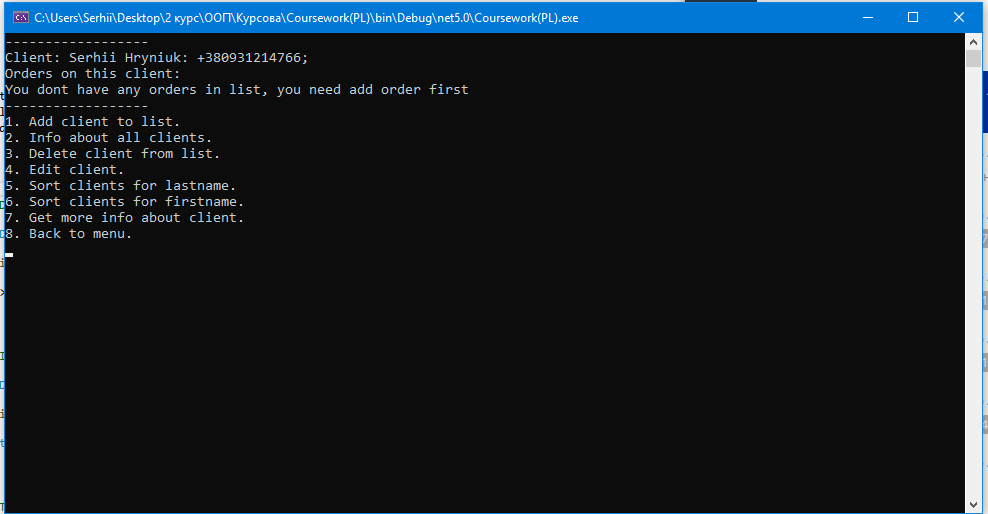 C:\Users\Serhii\Desktop\2 курс\ООП\Курсова\Coursework(PL)\bin\Debug\net5.0\Coursework(PL).exe
------------------
Client: Serhii Hryniuk: +380931214766;
Orders on this client:
You dont have any orders in list, you need add order first
------------------
1. Add client to list.
2. Info about all clients.
3. Delete client from list.
4. Edit client.
5. Sort clients for lastname.
6. Sort clients for firstname.
7. Get more info about client.
8. Back to menu.